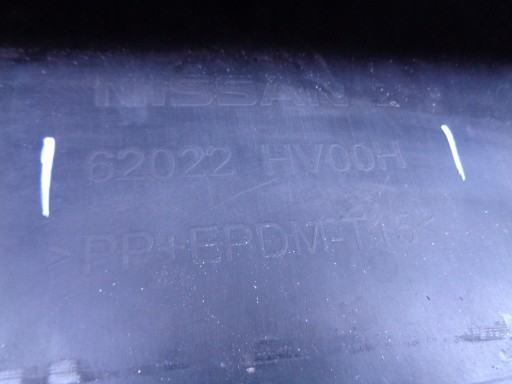 NISSAN
62022 HV00H
>PP+EPDM-T15<